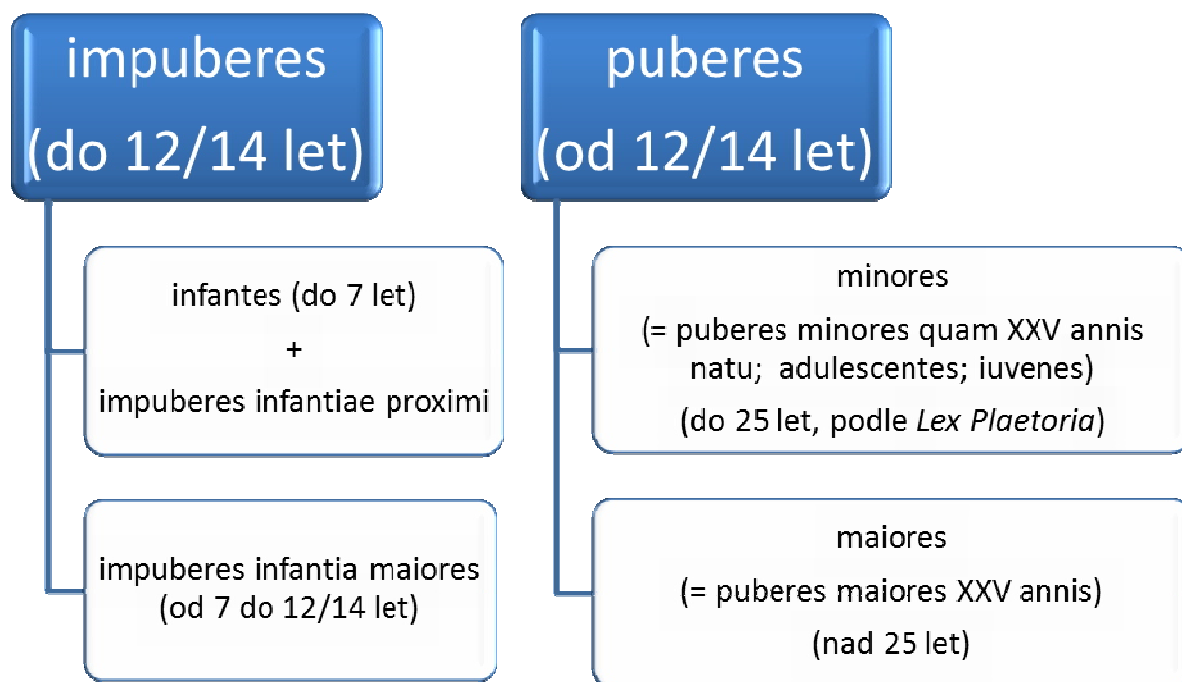 impuberes
(do 12/14 let)
infantes (do 7 let)
+
impuberes infantiae proximi
impuberes infantia maiores
(od 7 do 12/14 let)
puberes
(od 12/14 let)
minores
(= puberes minores quam XXV annis
natu; adulescentes; iuvenes)
(do 25 let, podle Lex Plaetoria)
maiores
(= puberes maiores XXV annis)
(nad 25 let)